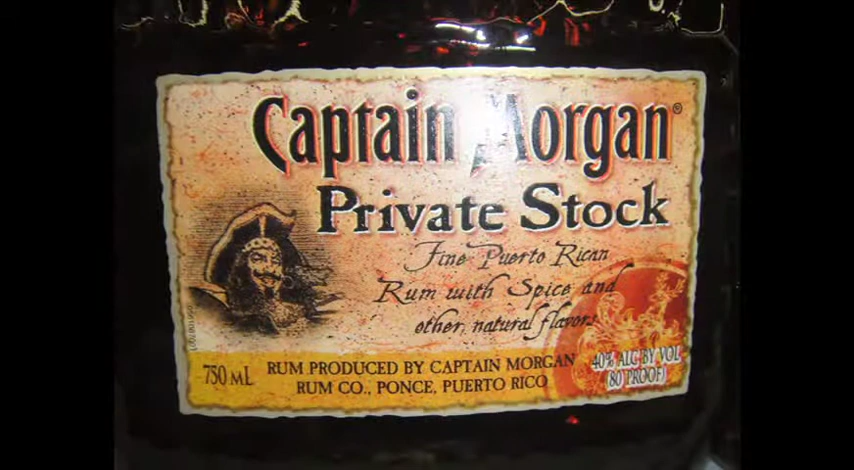 Captain Morgan®
Private Stock
Fine Puerto Rican
Rum with Spice and
other natural flavors
750 mL
RUM PRODUCED BY CAPTAIN MORGAN
RUM CO., PONCE, PUERTO RICO
40% ALC BY VOL
(80 PROOF)